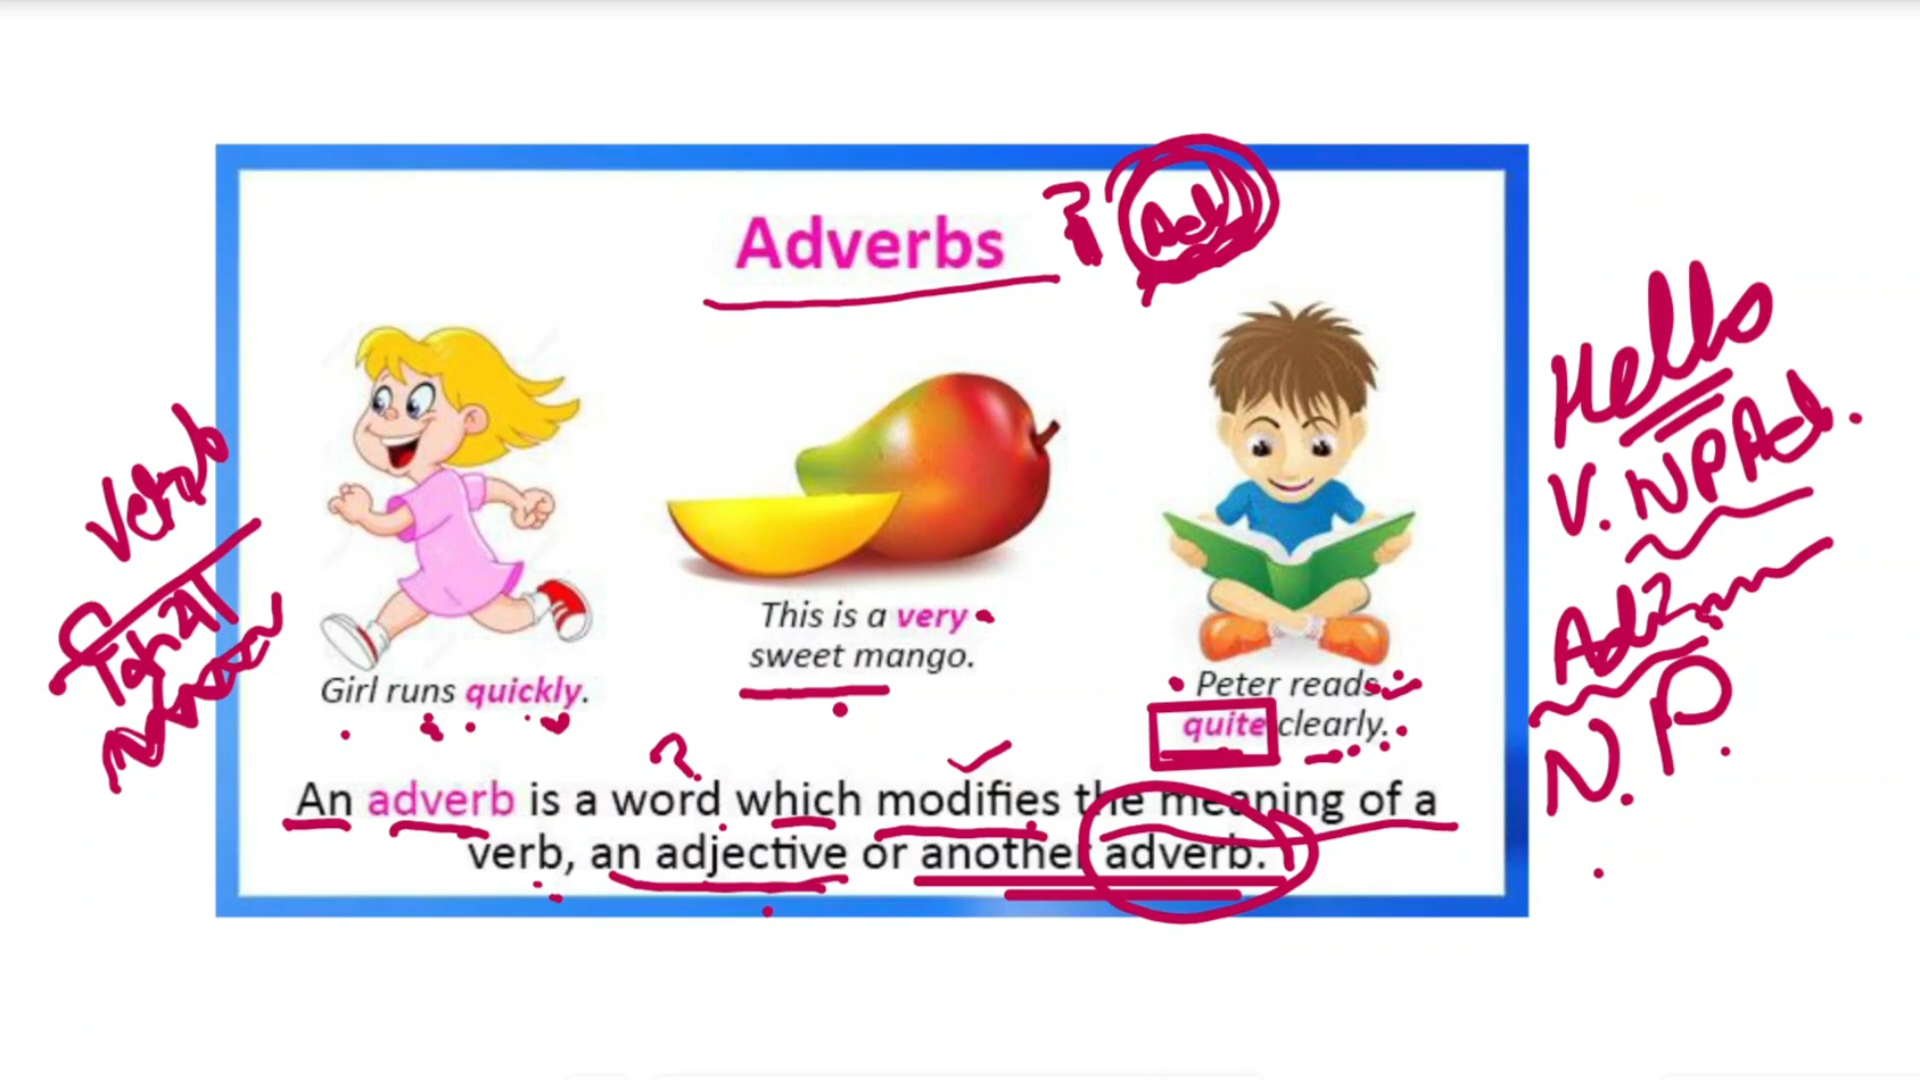 Adverbs
?
Verb
Hello
This is a very
sweet mango.
Girl runs quickly.
Peter reads
quite clearly.
?
N.P.
An adverb is a word which modifies the meaning of a
verb, an adjective or another adverb.